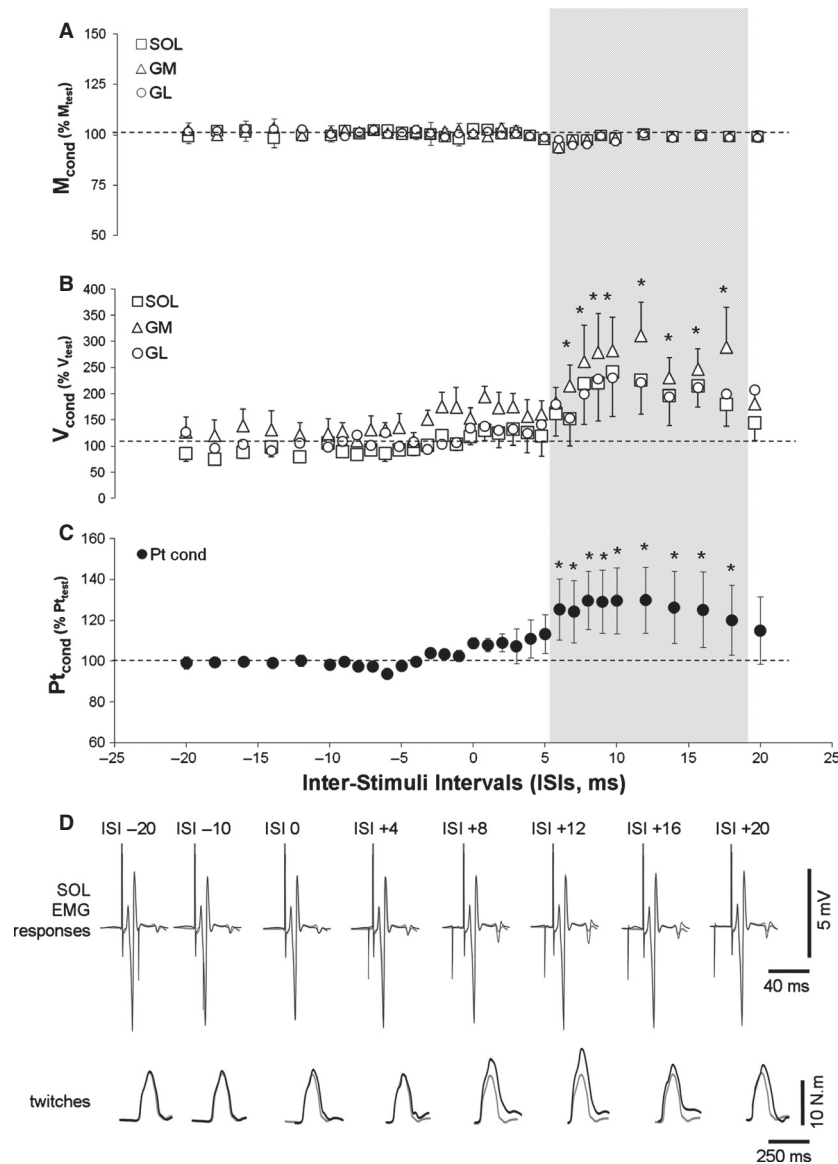 A
SOL
GM
GL
150
125
100
75
50
Mcond (% Mtest)
B
SOL
GM
GL
400
350
300
250
200
150
100
50
0
Vcond (% Vtest)
* * * * * * * *
C
Pt cond
160
140
120
100
80
60
Ptcond (% Pttest)
* * * * * * * * *
−25 −20 −15 −10 −5 0 5 10 15 20 25
Inter-Stimuli Intervals (ISIs, ms)
D
ISI −20 ISI −10 ISI 0 ISI +4 ISI +8 ISI +12 ISI +16 ISI +20
SOL
EMG
responses
5 mV
40 ms
twitches
10 N.m
250 ms